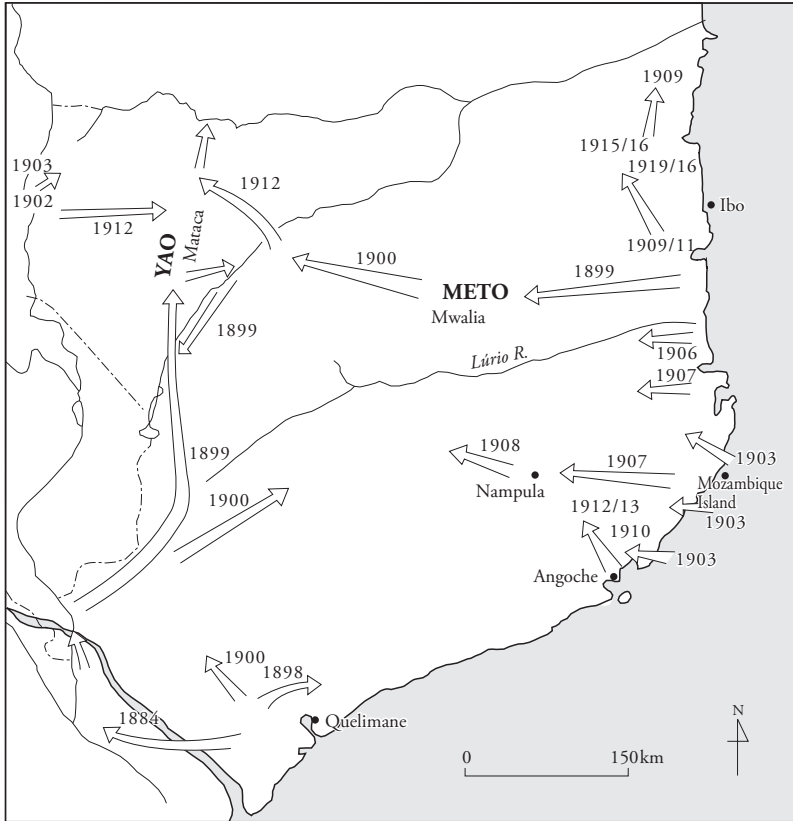 1909
1915/16
1903
1919/16
1912
1902
Ibo
1912
YAO
Mataca
1909/11
1900
1899
METO
Mwalia
1899
Lúrio R.
1906
1907
1899
1908
1903
1907
1900
Nampula
Mozambique
Island
1912/13
1903
1910
1903
Angoche
1900
1898
1884
Quelimane
N
0
150km